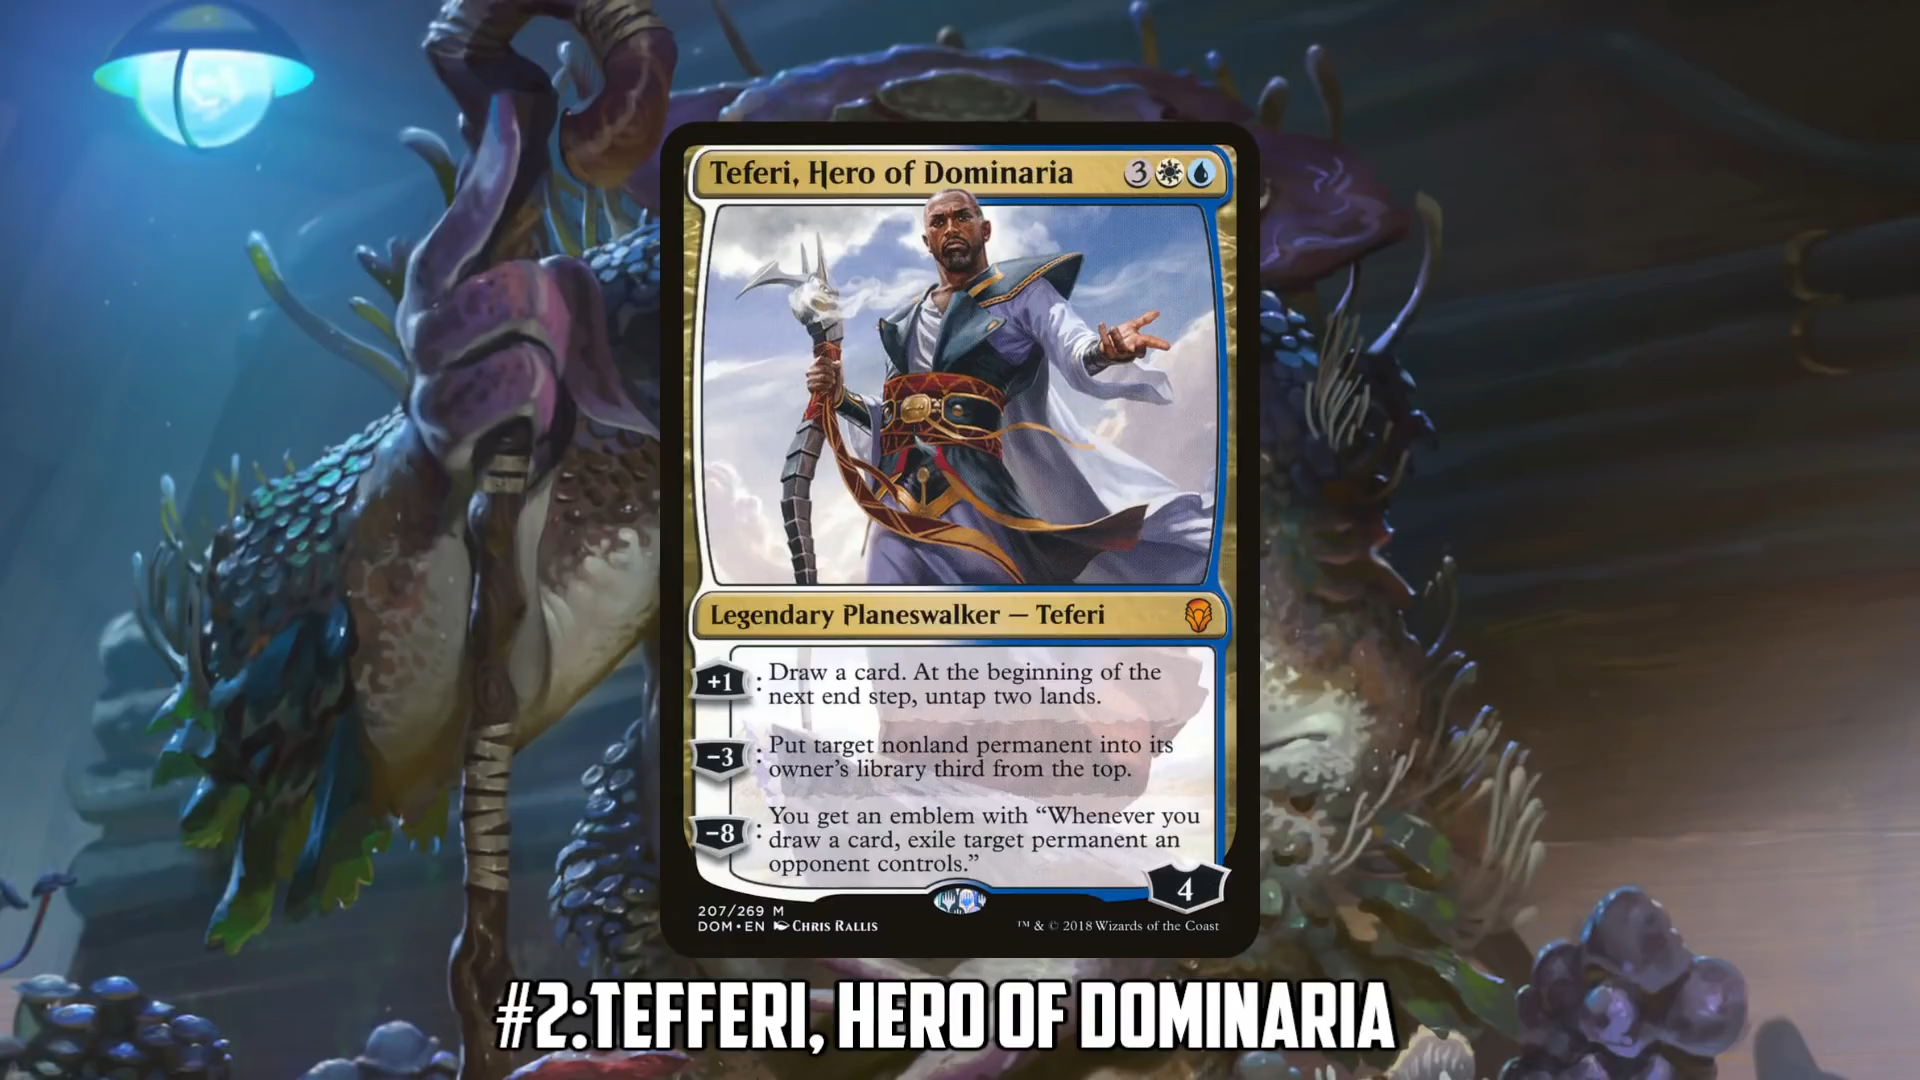 Teferi, Hero of Dominaria 3
Legendary Planeswalker — Teferi
+1 : Draw a card. At the beginning of the
next end step, untap two lands.
−3 : Put target nonland permanent into its
owner’s library third from the top.
−8 : You get an emblem with “Whenever you
draw a card, exile target permanent an
opponent controls.”
4
207/269 M
DOM • EN Chris Rallis
™ & © 2018 Wizards of the Coast
#2:TEFFERI, HERO OF DOMINARIA